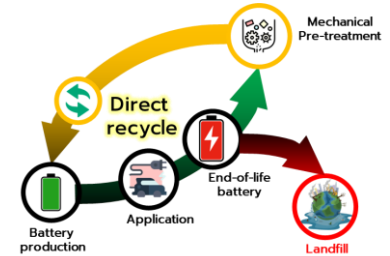 Mechanical
Pre-treatment
Direct
recycle
End-of-life
battery
Application
Battery
production
Landfill